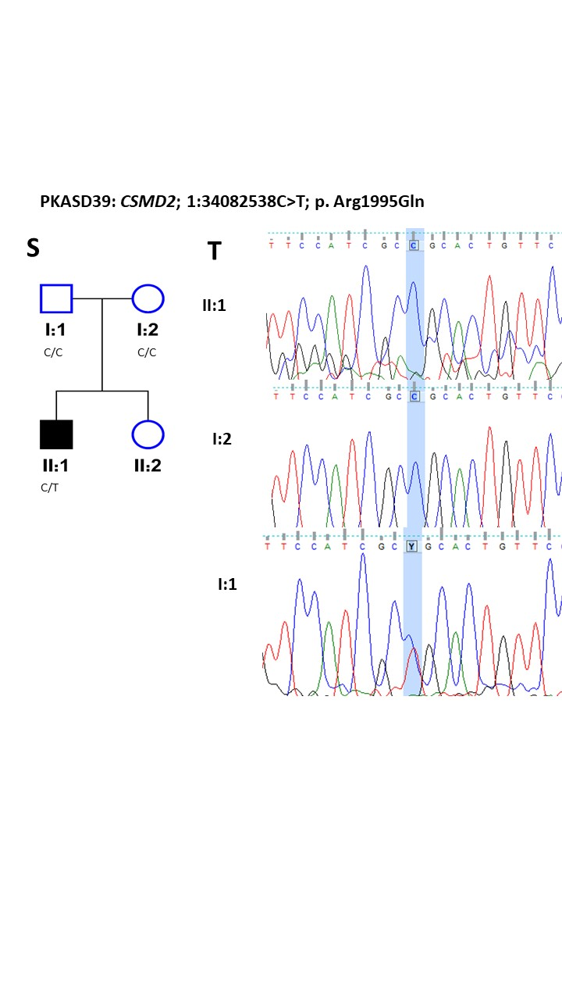 PKASD39: CSMD2; 1:34082538C>T; p. Arg1995Gln
S
I:1
I:2
C/C
C/C
II:1
II:2
C/T
T
II:1
T T C C A T C G C C G C A C T G T T C
I:2
T T C C A T C G C C G C A C T G T T C C
I:1
T T C C A T C G C Y G C A C T G T T C C